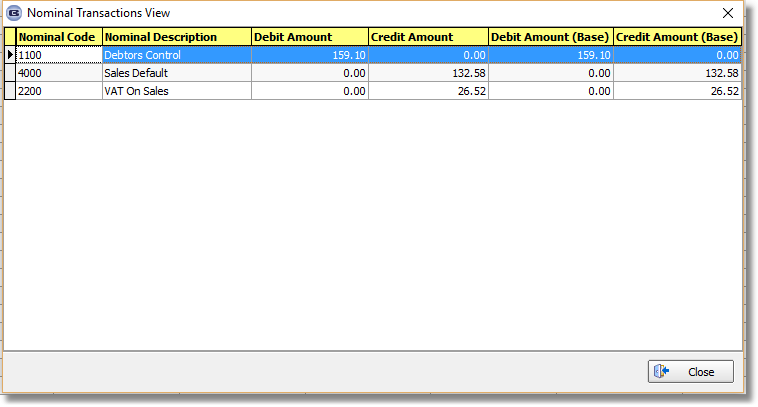 Nominal Transactions View
Nominal Code Nominal Description Debit Amount Credit Amount Debit Amount (Base) Credit Amount (Base)
1100 Debtors Control 159.10 0.00 159.10 0.00
4000 Sales Default 0.00 132.58 0.00 132.58
2200 VAT On Sales 0.00 26.52 0.00 26.52
Close